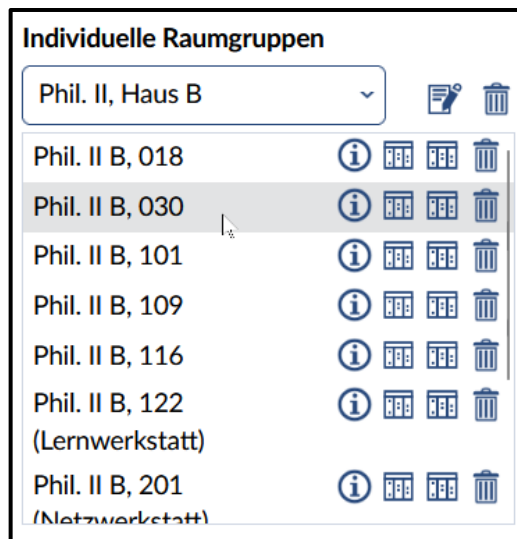 Individuelle Raumgruppen
Phil. II, Haus B
Phil. II B, 018
Phil. II B, 030
Phil. II B, 101
Phil. II B, 109
Phil. II B, 116
Phil. II B, 122
(Lernwerkstatt)
Phil. II B, 201
(Netzwerkstatt)